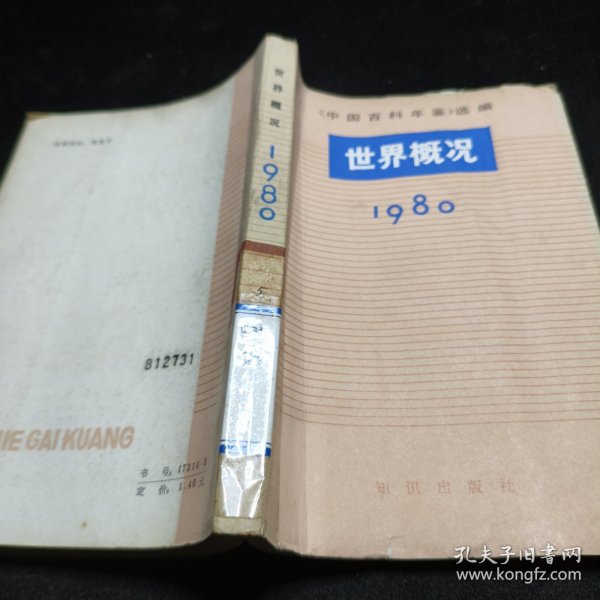 《中国百科年鉴》选编
世界概况
1980
知识出版社
世界概况
1980
5
812731
IE GAI KUANG
书号：17214·6
定价：1.40元
孔夫子旧书网
www.kongfz.com